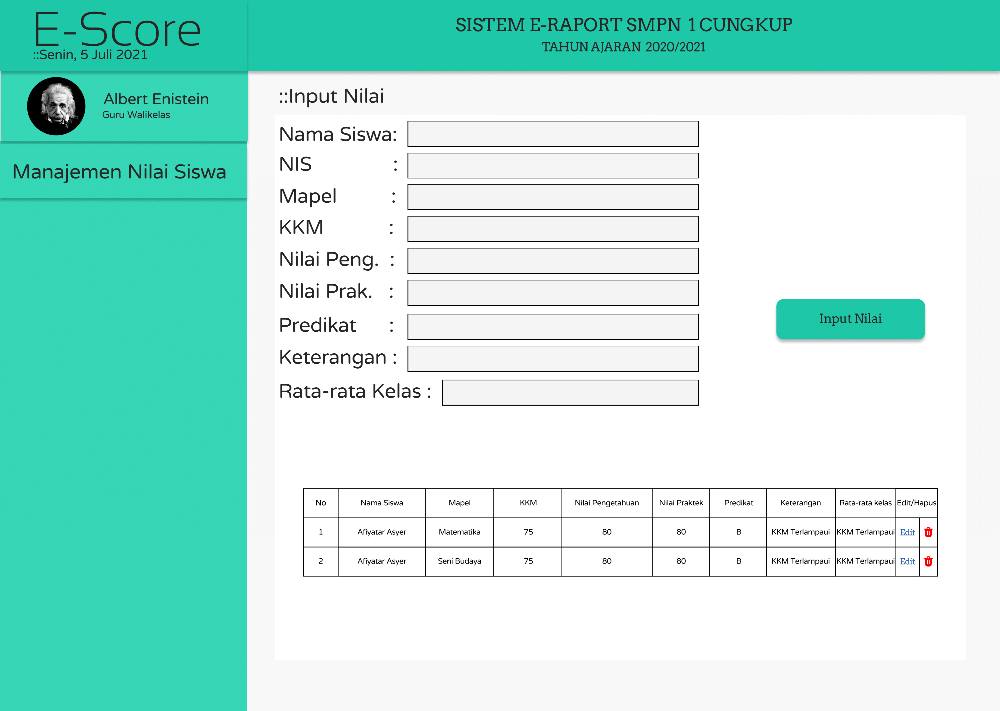 E-Score
::Senin, 5 Juli 2021
SISTEM E-RAPORT SMPN 1 CUNGKUP
TAHUN AJARAN 2020/2021
Albert Enistein
Guru Walikelas
Manajemen Nilai Siswa
::Input Nilai
Nama Siswa:
NIS :
Mapel :
KKM :
Nilai Peng. :
Nilai Prak. :
Predikat :
Keterangan :
Rata-rata Kelas :
Input Nilai
No Nama Siswa Mapel KKM Nilai Pengetahuan Nilai Praktek Predikat Keterangan Rata-rata kelas Edit/Hapus
1 Afiyatar Asyer Matematika 75 80 80 B KKM Terlampaui KKM Terlampaui Edit
2 Afiyatar Asyer Seni Budaya 75 80 80 B KKM Terlampaui KKM Terlampaui Edit